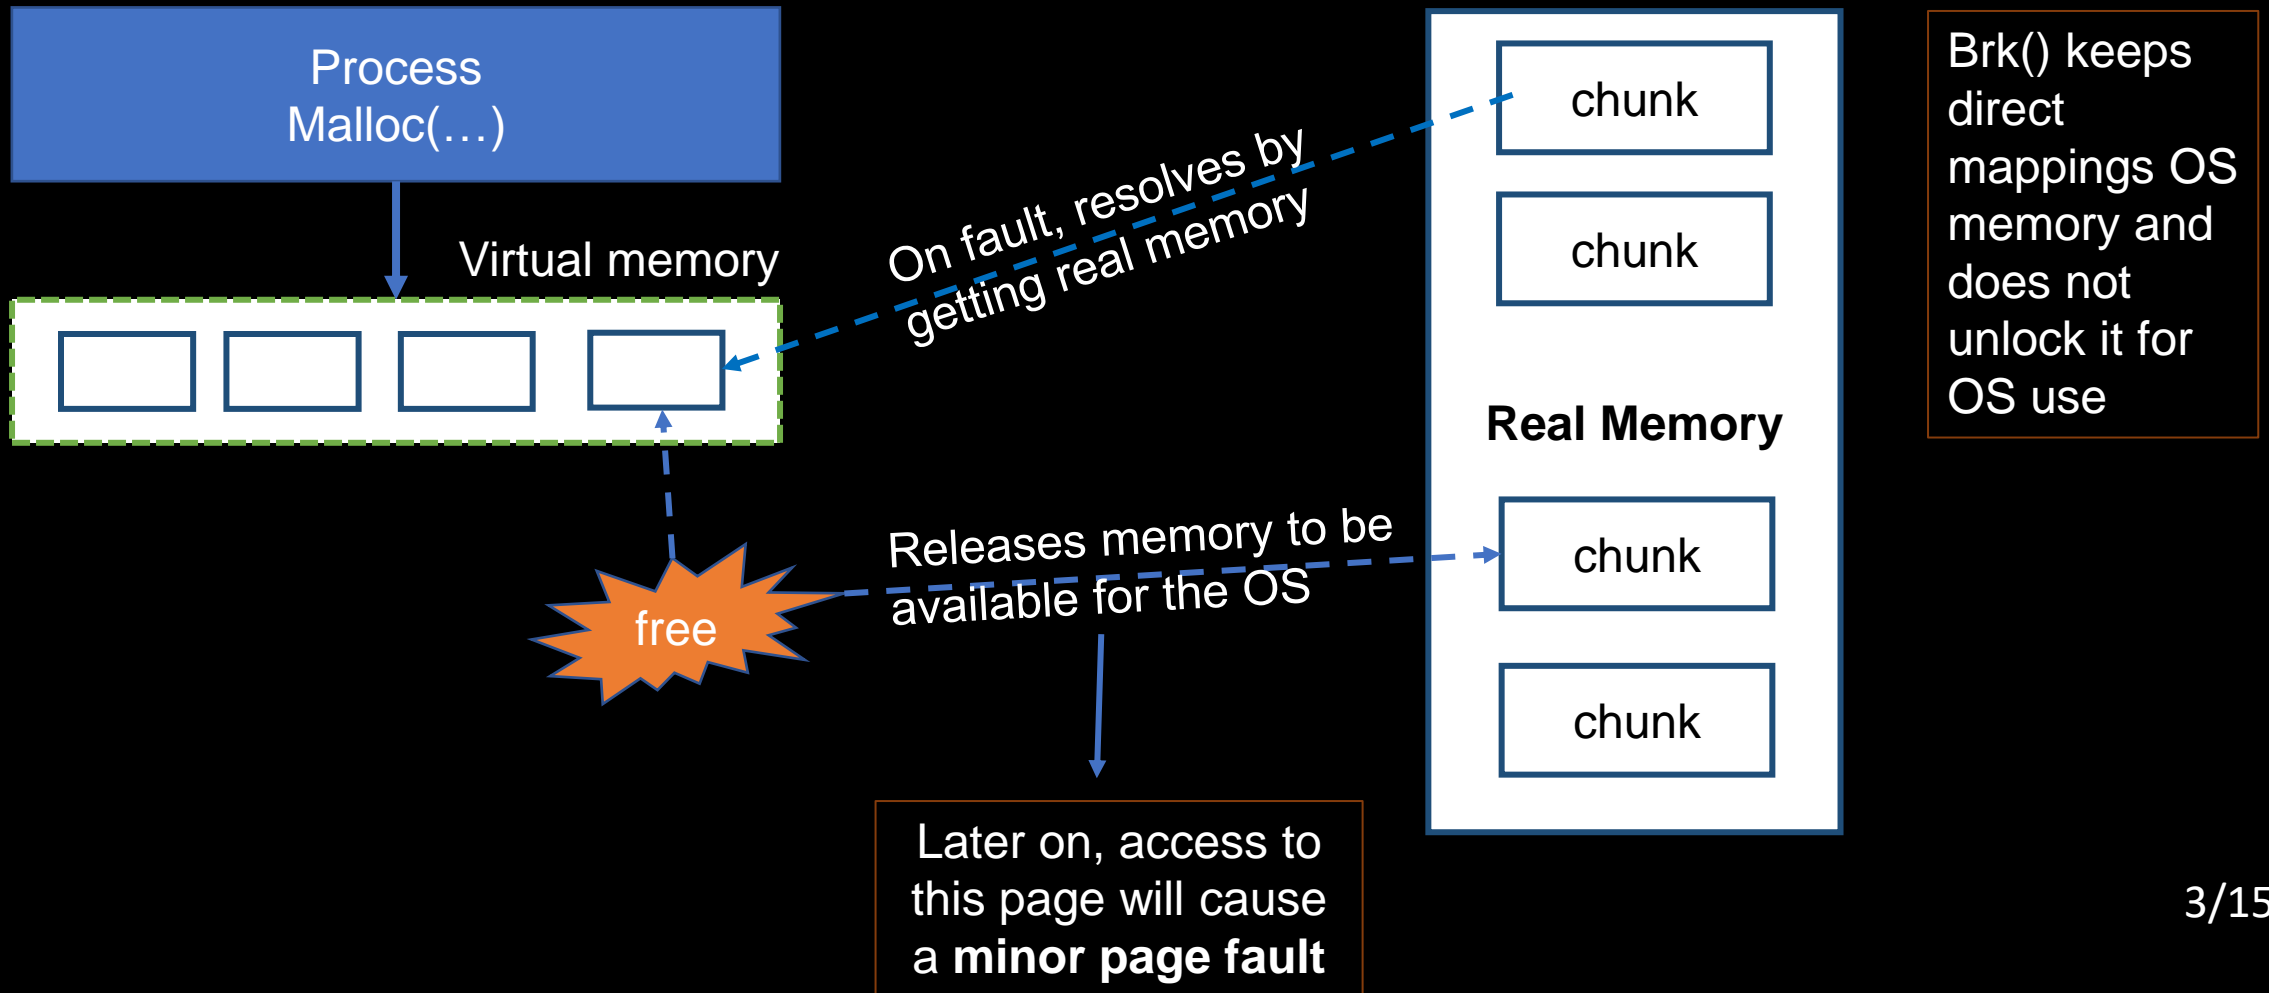 Process
Malloc(…)
Virtual memory
On fault, resolves by
getting real memory
chunk
chunk
Real Memory
chunk
chunk
Brk() keeps
direct
mappings OS
memory and
does not
unlock it for
OS use
free
Releases memory to be
available for the OS
Later on, access to
this page will cause
a minor page fault
3/15